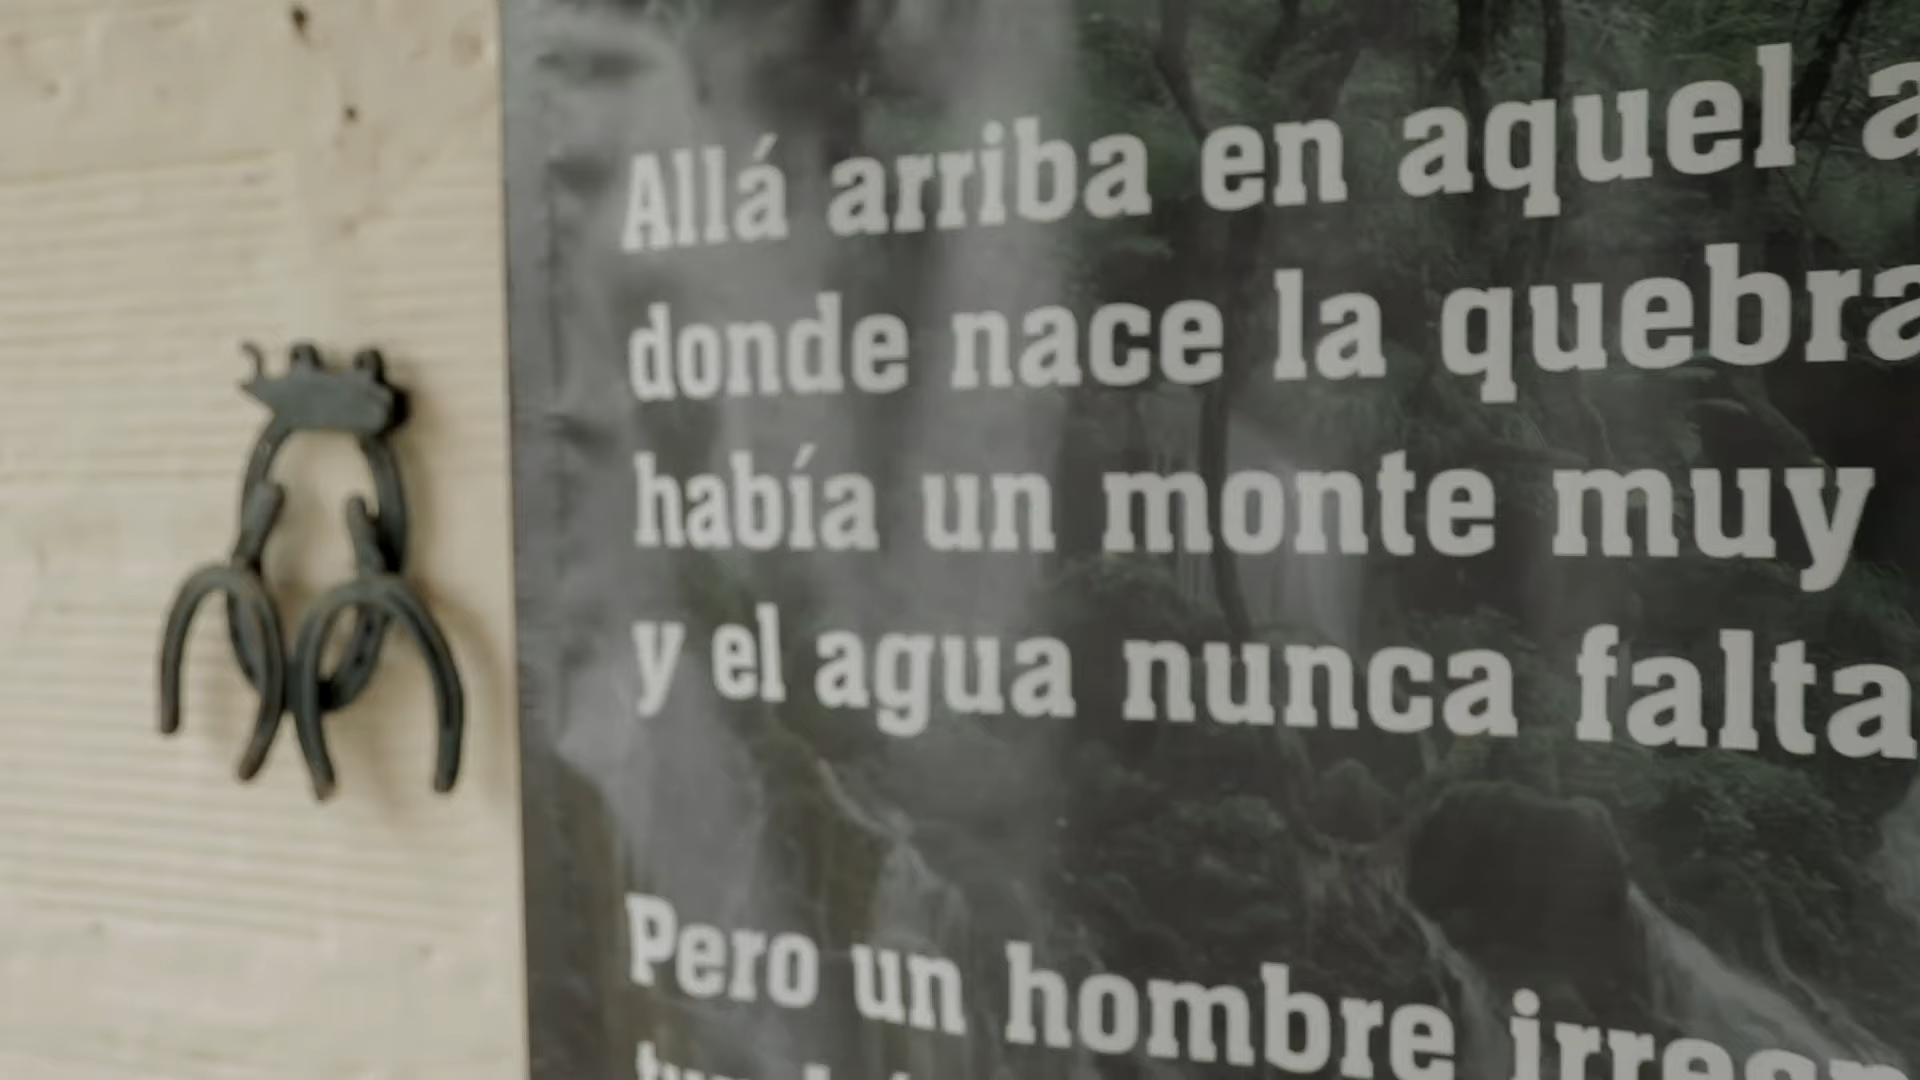 Allá arriba en aquel a
donde nace la quebra
había un monte muy
y el agua nunca falta
Pero un hombre